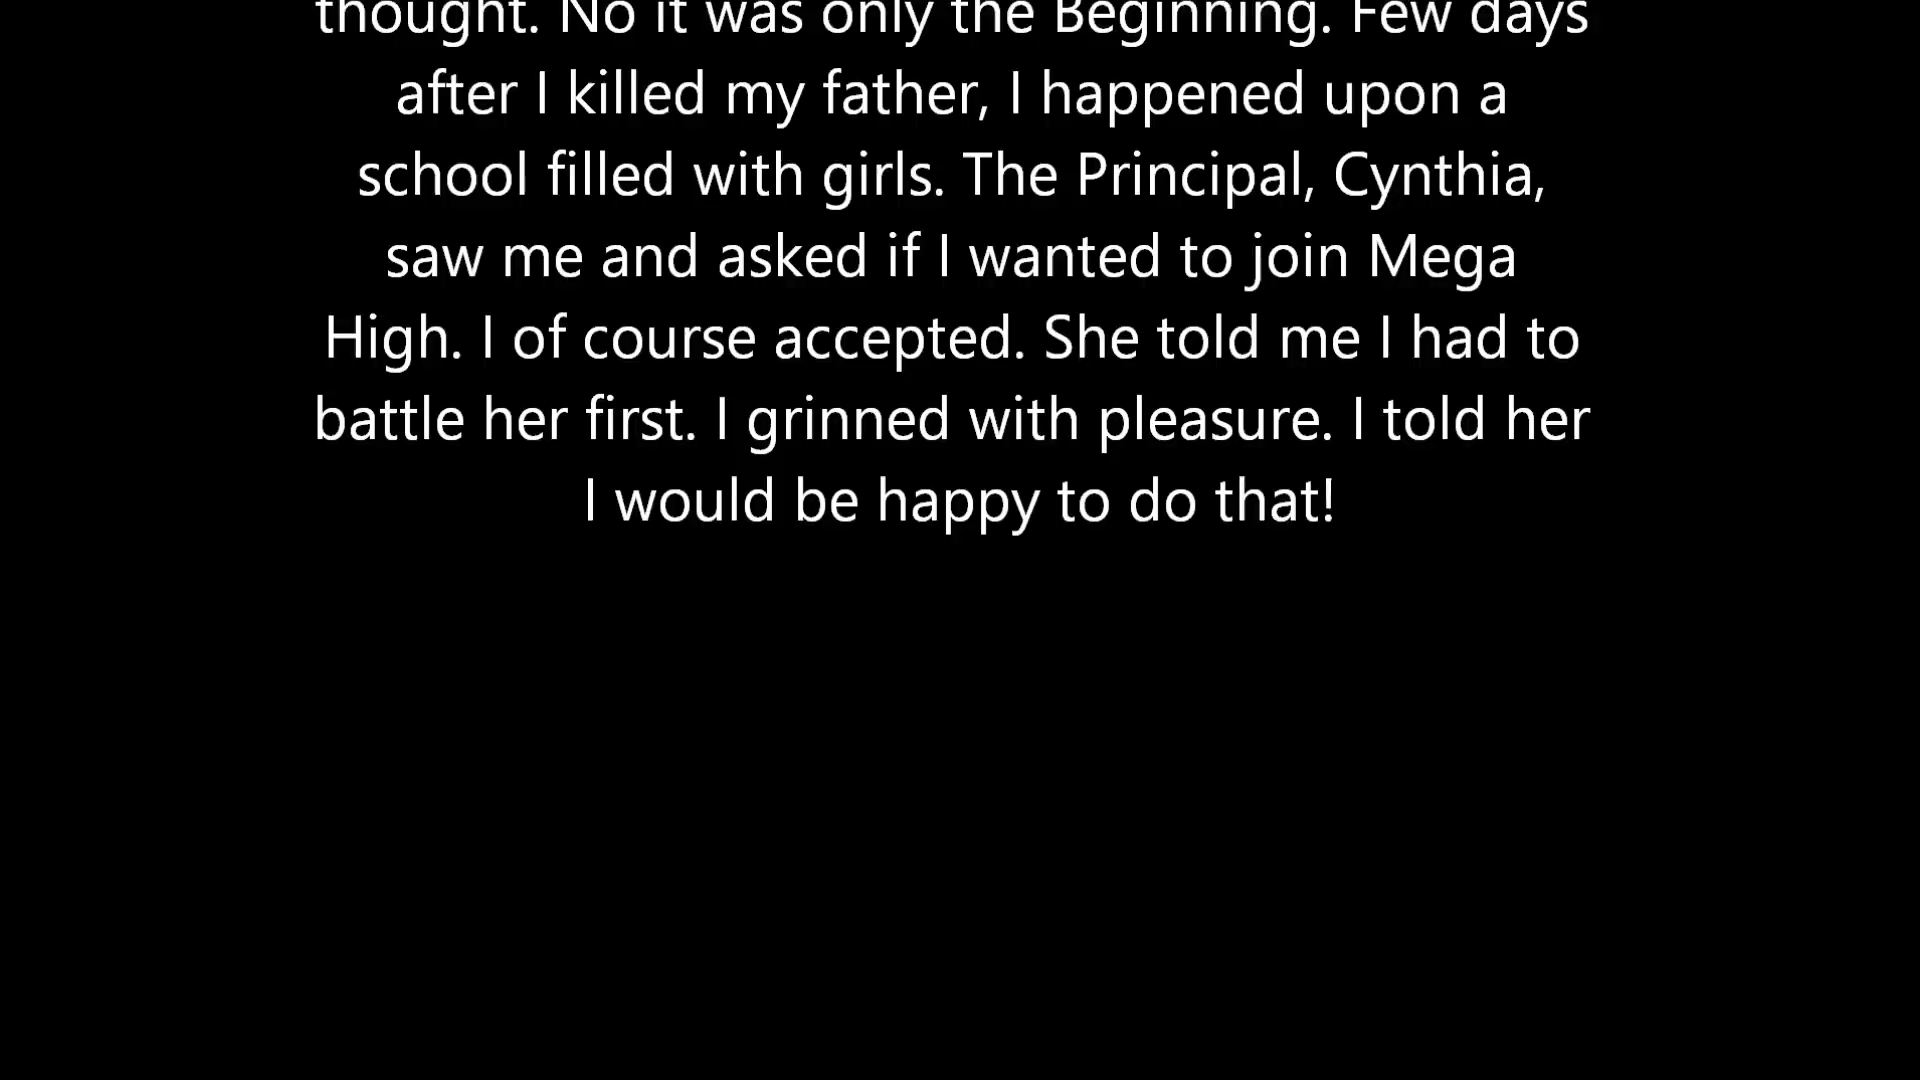 thought. No it was only the Beginning. Few days
after I killed my father, I happened upon a
school filled with girls. The Principal, Cynthia,
saw me and asked if I wanted to join Mega
High. I of course accepted. She told me I had to
battle her first. I grinned with pleasure. I told her
I would be happy to do that!